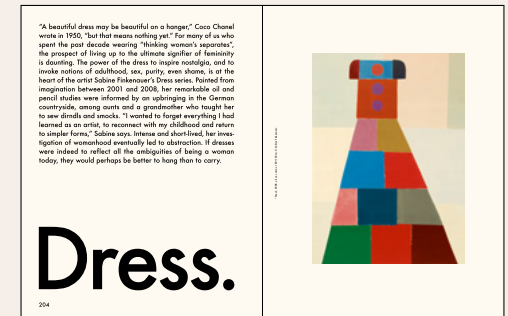 “A beautiful dress may be beautiful on a hanger,” Coco Chanel
wrote in 1950, “but that means nothing yet.” For many of us who
spent the past decade wearing “thinking woman’s separates”,
the prospect of living up to the ultimate signifier of femininity
is daunting. The power of the dress to inspire nostalgia, and to
invoke notions of adulthood, sex, purity, even shame, is at the
heart of artist Sabine Finkenauer’s Dress series. Painted from
imagination between 2001 and 2008, her remarkable oil and
pencil studies were informed by an upbringing in the German
countryside, among aunts and a grandmother who taught her
to sew dirndls and smocks. “I wanted to forget everything I had
learned as an artist, to reconnect with my childhood and return
to simpler forms,” Sabine says. Intense and short-lived, her inves-
tigation of womanhood eventually led to abstraction. If dresses
were indeed to reflect all the ambiguities of being a woman
today, they would perhaps be better to hang than to carry.
Dress.
204